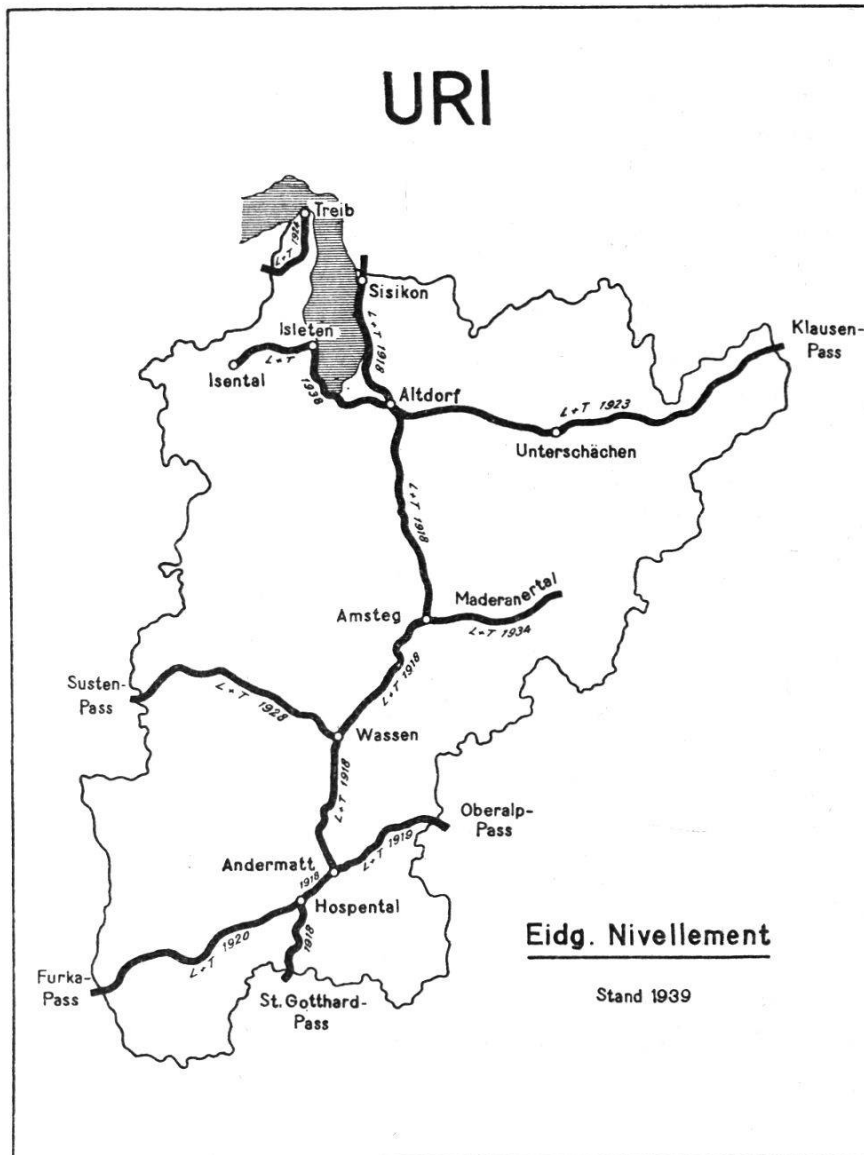 URI
Treib
L+T 1924
Sisikon
Isleten
L+T 1918
Klausen-
Pass
L+T
Isental
1938
Altdorf
L+T 1923
Unterschächen
L+T 1918
Maderanertal
Amsteg
L+T 1934
L+T 1918
Susten-
Pass
L+T 1928
Wassen
L+T 1918
Oberalp-
Pass
L+T 1919
Andermatt
1918
Hospental
Eidg. Nivellement
L+T 1920
1918
Furka-
Pass
St. Gotthard-
Pass
Stand 1939